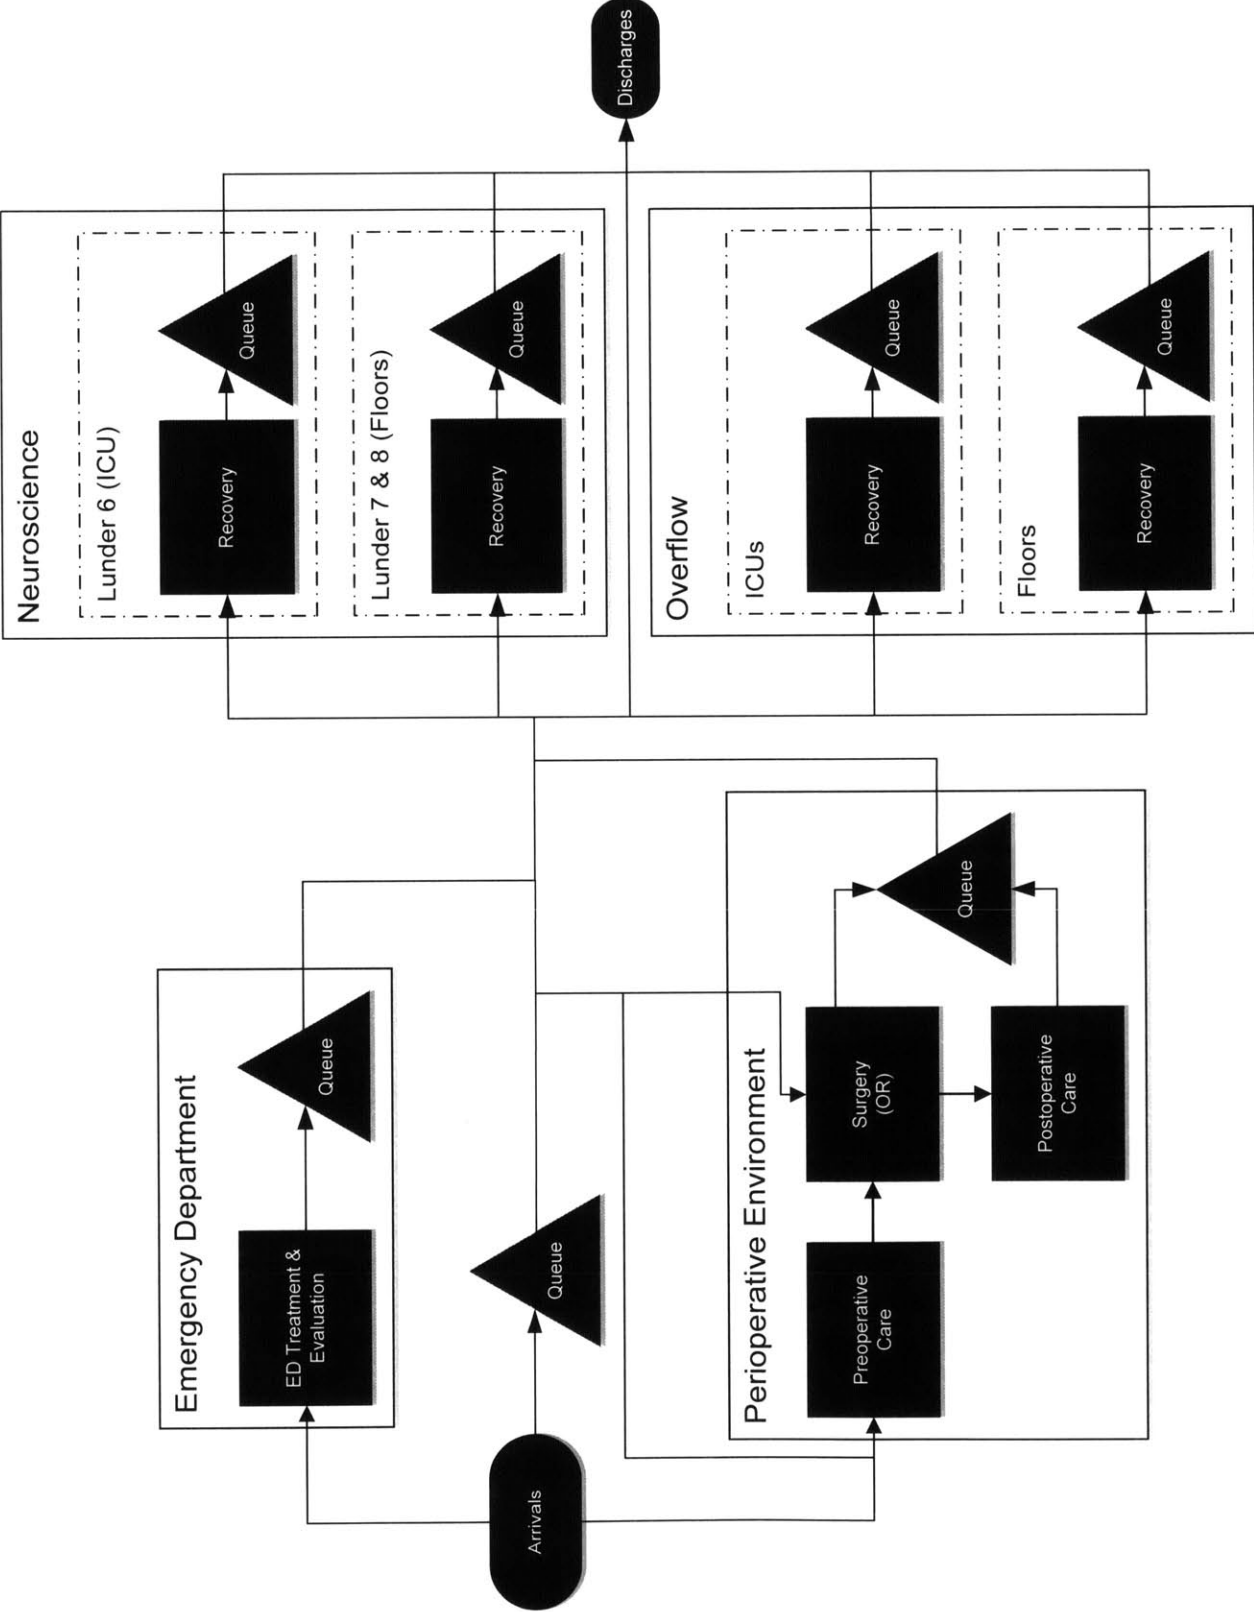 Arrivals
Emergency Department
ED Treatment &
Evaluation
Queue
Queue
Perioperative Environment
Preoperative
Care
Surgery
(OR)
Postoperative
Care
Queue
Neuroscience
Lunder 6 (ICU)
Recovery
Queue
Lunder 7 & 8 (Floors)
Recovery
Queue
Overflow
ICUs
Recovery
Queue
Floors
Recovery
Queue
Discharges